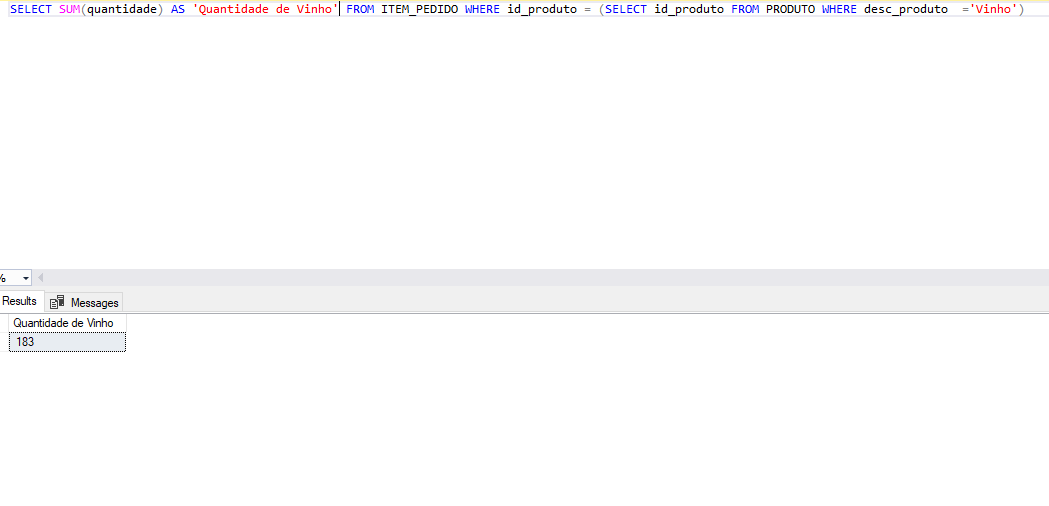 SELECT SUM(quantidade) AS 'Quantidade de Vinho' FROM ITEM_PEDIDO WHERE id_produto = (SELECT id_produto FROM PRODUTO WHERE desc_produto  ='Vinho')
%
Results Messages
Quantidade de Vinho
183